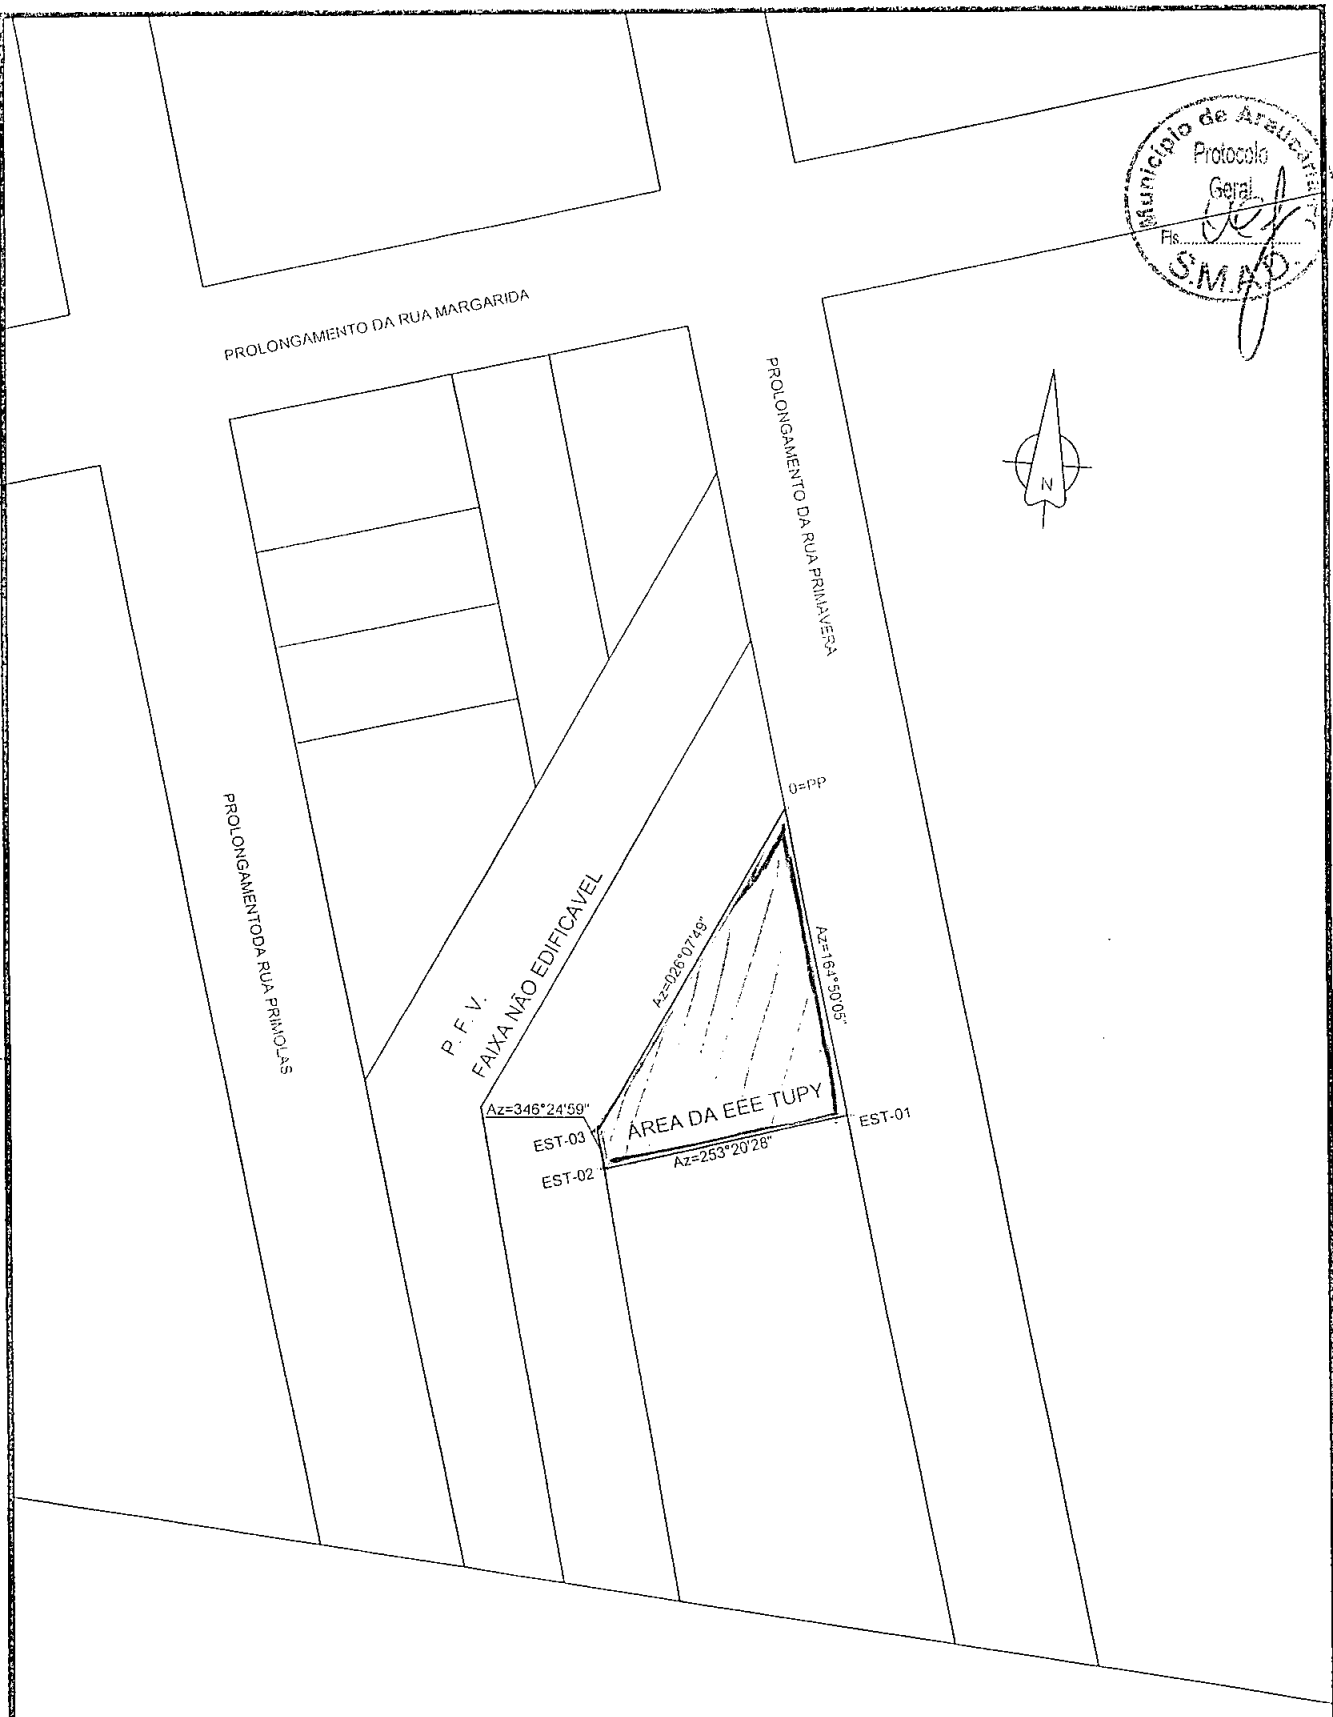 Município de Araucária
Protocolo
Geral
Fls.
S.M.A.D.
PROLONGAMENTO DA RUA MARGARIDA
PROLONGAMENTO DA RUA PRIMAVERA
N
0=PP
PROLONGAMENTODA RUA PRIMOLAS
P. F. V.
FAIXA NÃO EDIFICAVEL
Az=026°07'49"
Az=164°50'05"
Az=346°24'59"
ÁREA DA EEE TUPY
EST-01
EST-03
Az=253°20'28"
EST-02